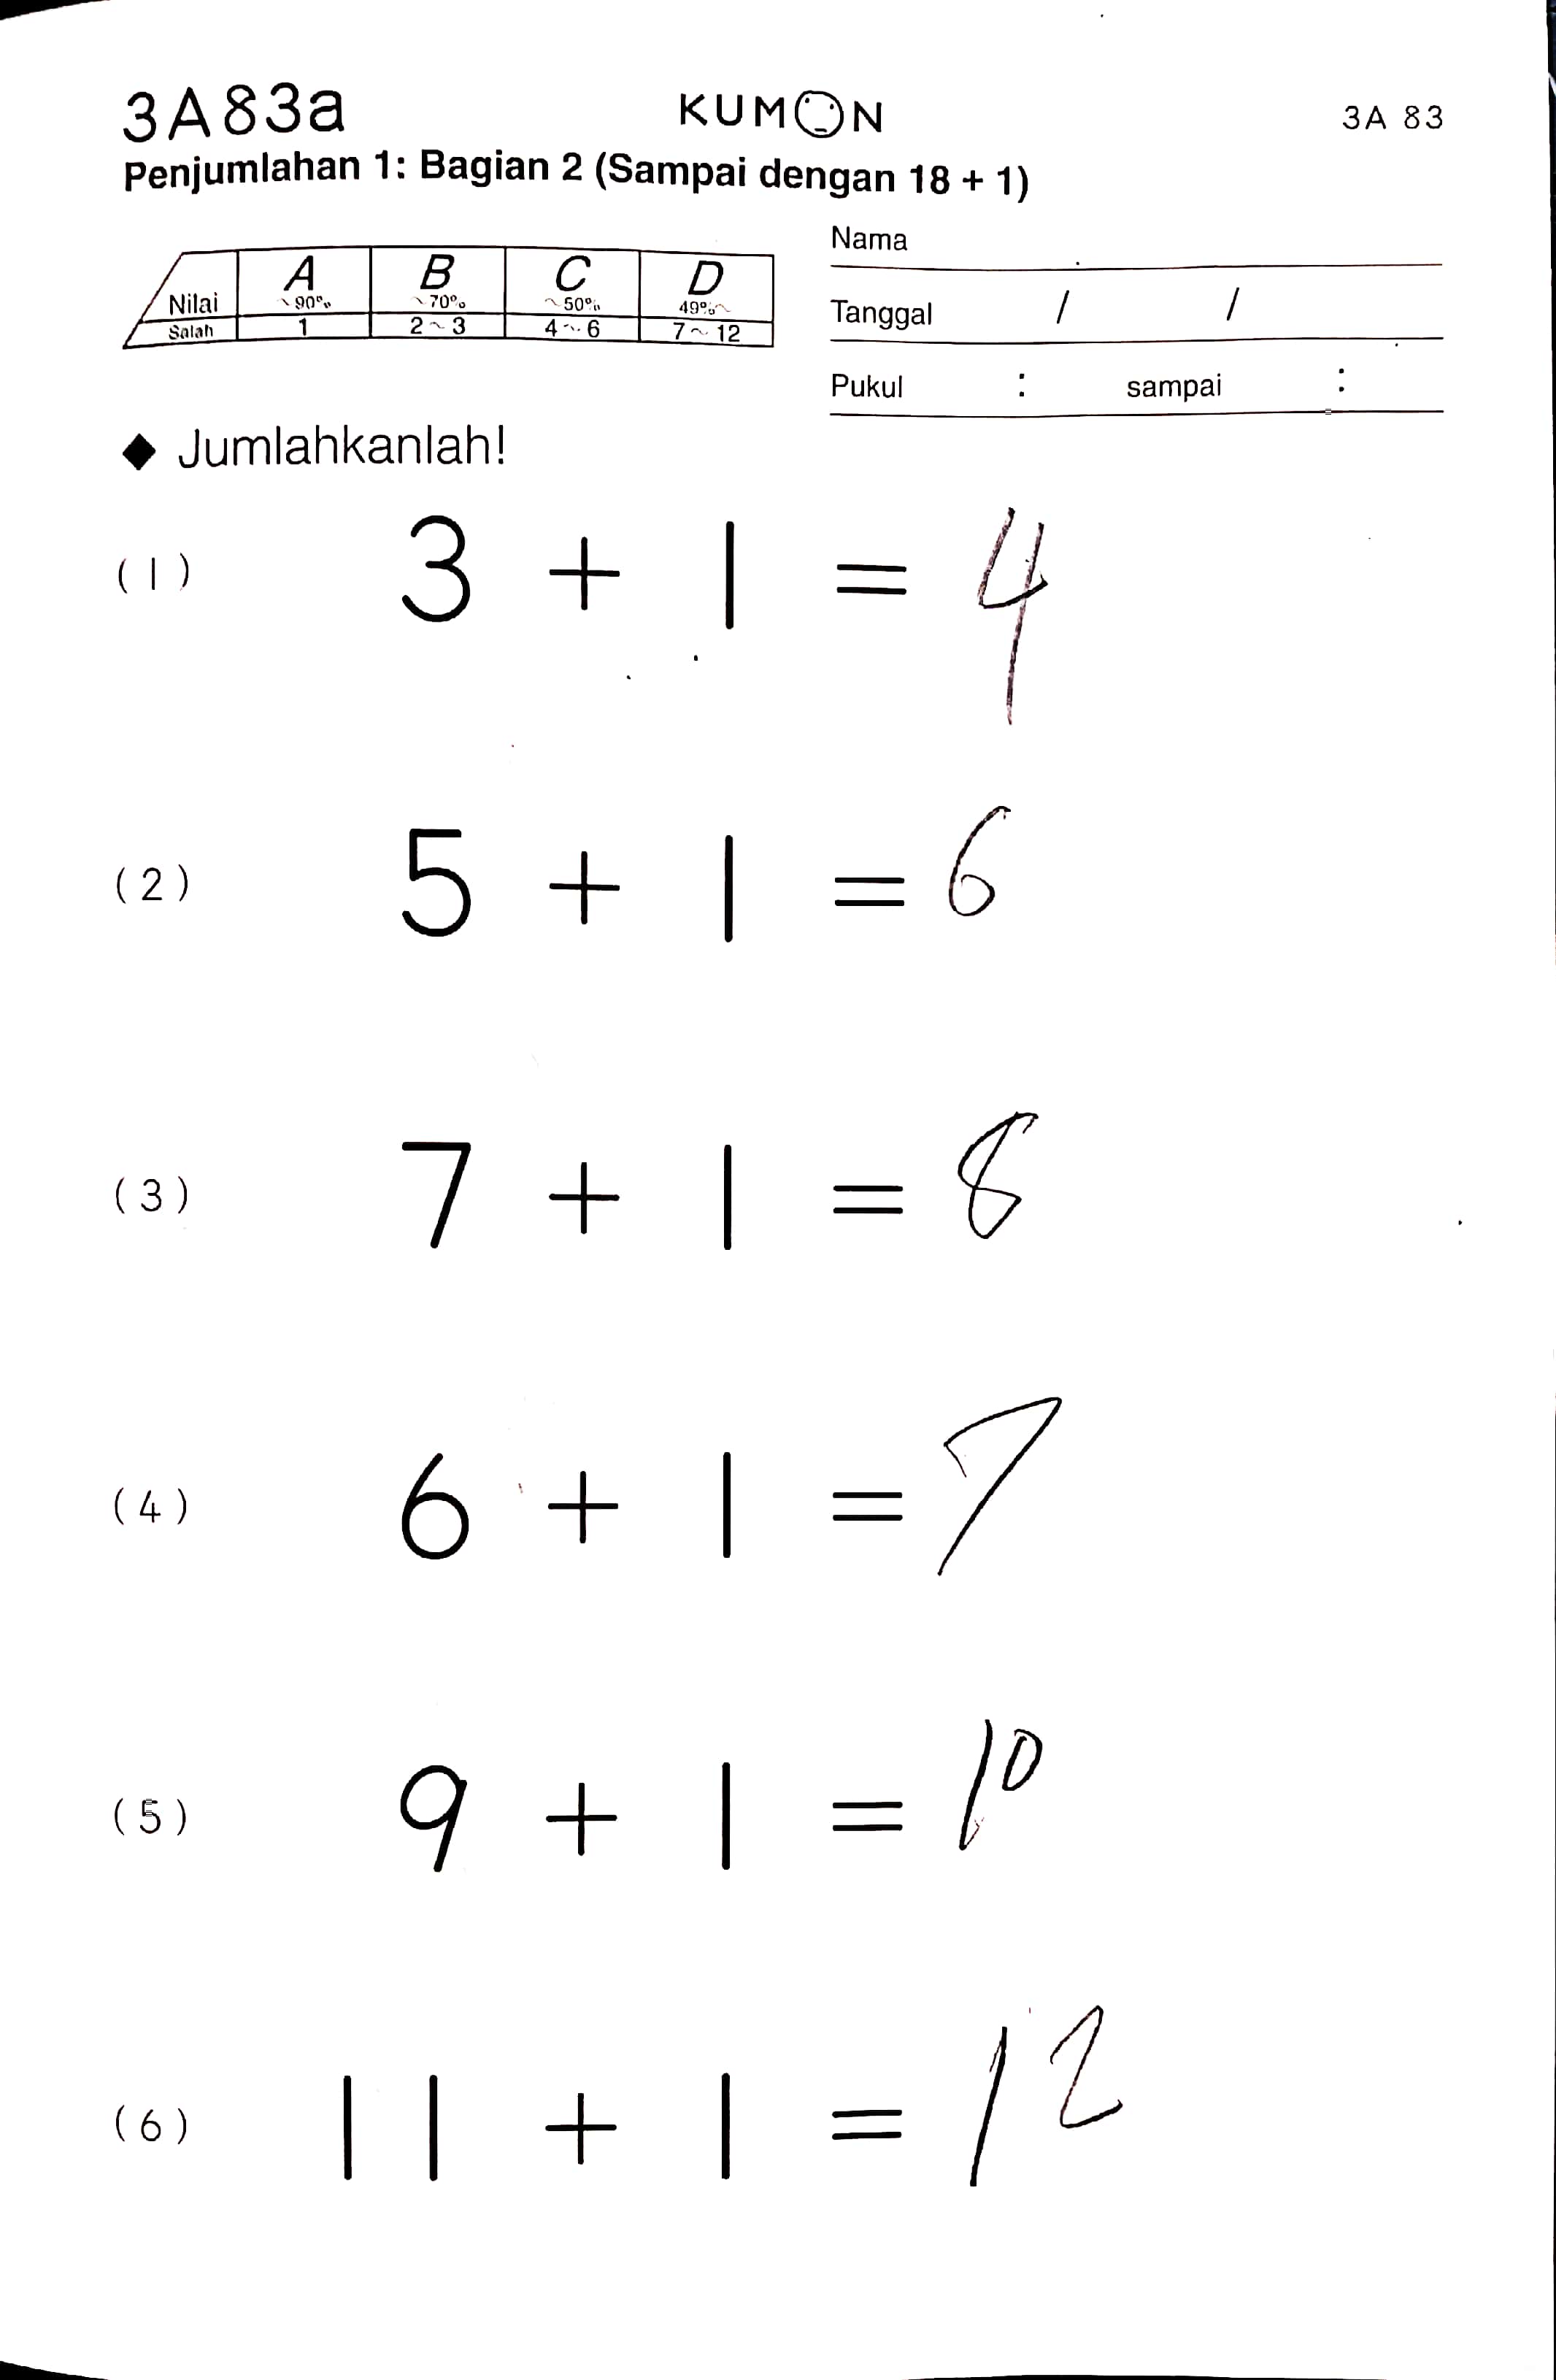 3A83a KUMON 3A 83
Penjumlahan 1: Bagian 2 (Sampai dengan 18 + 1)
Nilai A ~90% B ~70% C ~50% D 49%~
Salah 1 2~3 4~6 7~12
Nama
Tanggal / /
Pukul : sampai :
◆ Jumlahkanlah!
(1) 3 + 1 = 4
(2) 5 + 1 = 6
(3) 7 + 1 = 8
(4) 6 + 1 = 7
(5) 9 + 1 = 10
(6) 11 + 1 = 12